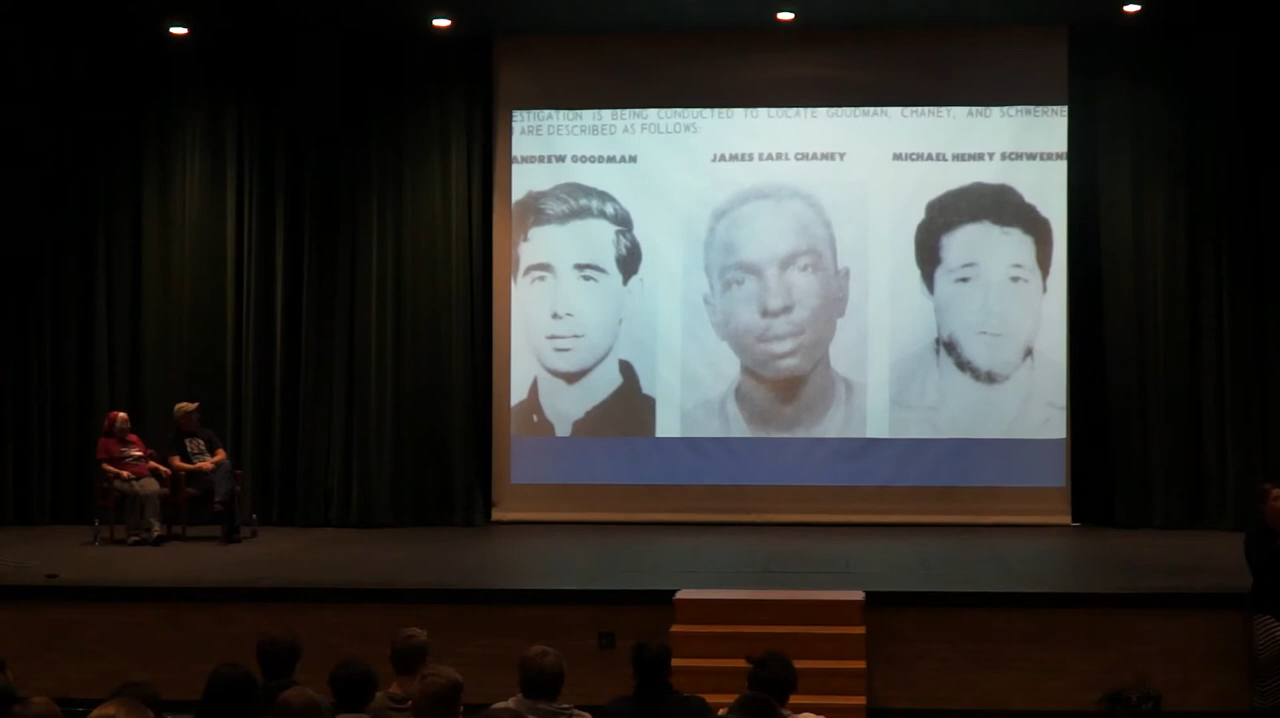 ESTIGATION IS BEING CONDUCTED TO LOCATE GOODMAN, CHANEY, AND SCHWERNE
ARE DESCRIBED AS FOLLOWS:
ANDREW GOODMAN JAMES EARL CHANEY MICHAEL HENRY SCHWERNE